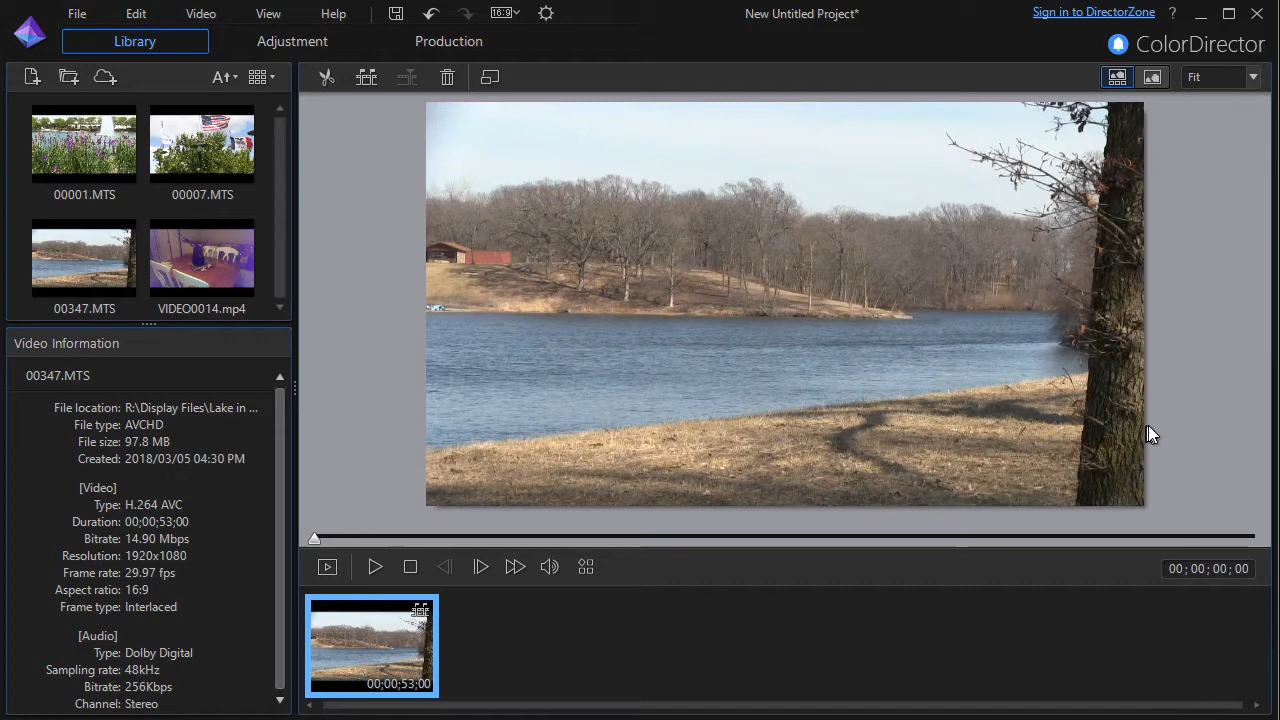 File Edit Video View Help
16:9
New Untitled Project*
Sign in to DirectorZone ?
Library Adjustment Production
ColorDirector
Fit
00001.MTS 00007.MTS
00347.MTS VIDEO0014.mp4
Video Information
00347.MTS
File location: R:\Display Files\Lake in ...
File type: AVCHD
File size: 97.8 MB
Created: 2018/03/05 04:30 PM
[Video]
Type: H.264 AVC
Duration: 00;00;53;00
Bitrate: 14.90 Mbps
Resolution: 1920x1080
Frame rate: 29.97 fps
Aspect ratio: 16:9
Frame type: Interlaced
[Audio]
Type: Dolby Digital
Sampling rate: 48kHz
Bitrate: 256Kbps
Channel: Stereo
00; 00; 00; 00
00;00;53;00